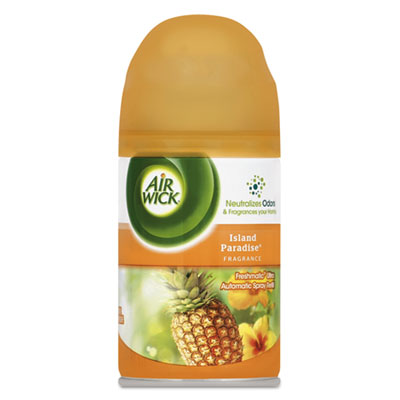 AIR
WICK®
Neutralizes Odors
& Fragrances your Home
Island
Paradise®
FRAGRANCE
Freshmatic® Ultra
Automatic Spray Refill